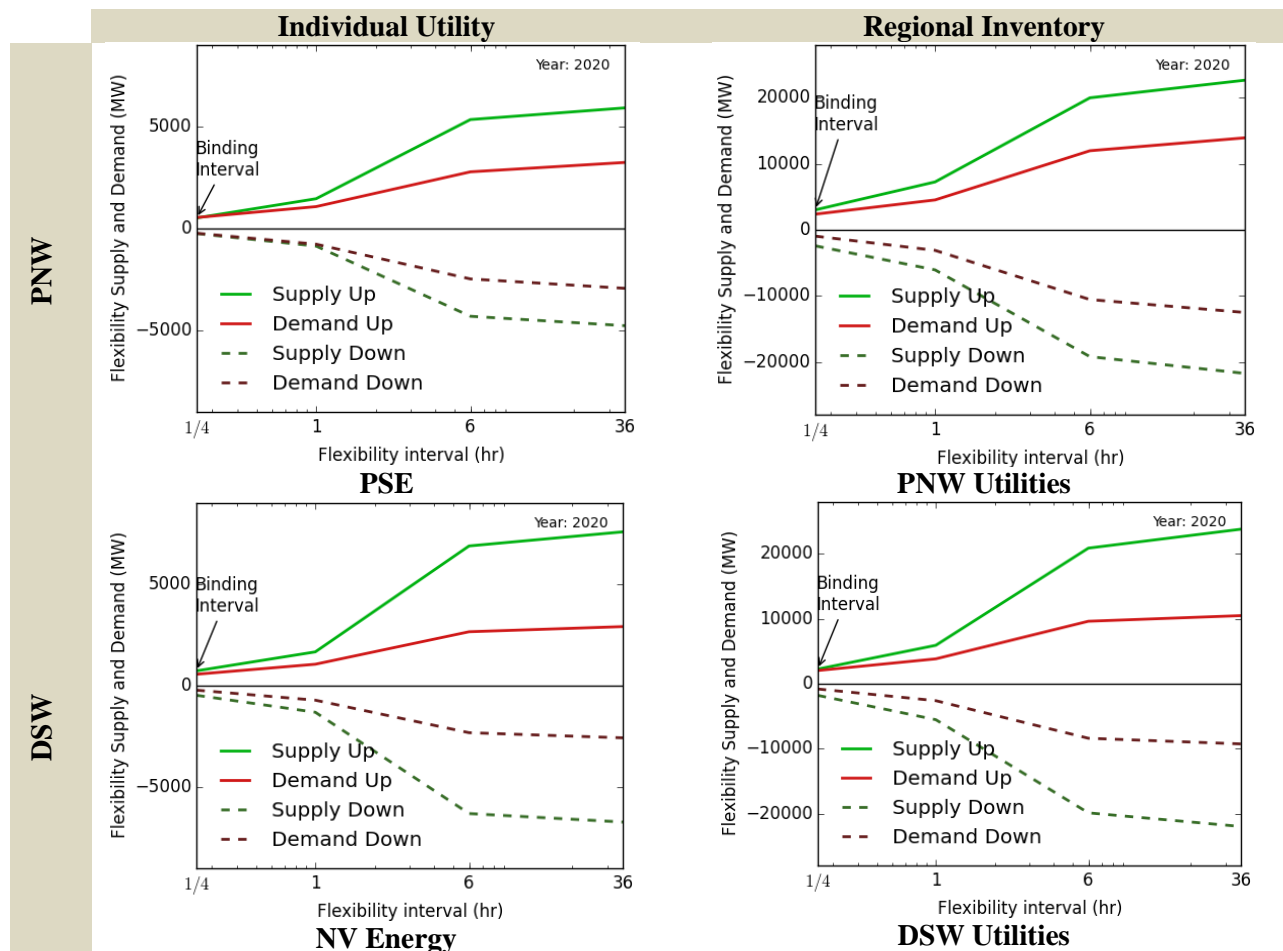 Individual Utility
Regional Inventory
PNW
Flexibility Supply and Demand (MW)
Year: 2020
5000
0
−5000
Binding
Interval
Supply Up
Demand Up
Supply Down
Demand Down
1/4
1
6
36
Flexibility interval (hr)
PSE
Flexibility Supply and Demand (MW)
Year: 2020
20000
10000
0
−10000
−20000
Binding
Interval
Supply Up
Demand Up
Supply Down
Demand Down
1/4
1
6
36
Flexibility interval (hr)
PNW Utilities
DSW
Flexibility Supply and Demand (MW)
Year: 2020
5000
0
−5000
Binding
Interval
Supply Up
Demand Up
Supply Down
Demand Down
1/4
1
6
36
Flexibility interval (hr)
NV Energy
Flexibility Supply and Demand (MW)
Year: 2020
20000
10000
0
−10000
−20000
Binding
Interval
Supply Up
Demand Up
Supply Down
Demand Down
1/4
1
6
36
Flexibility interval (hr)
DSW Utilities